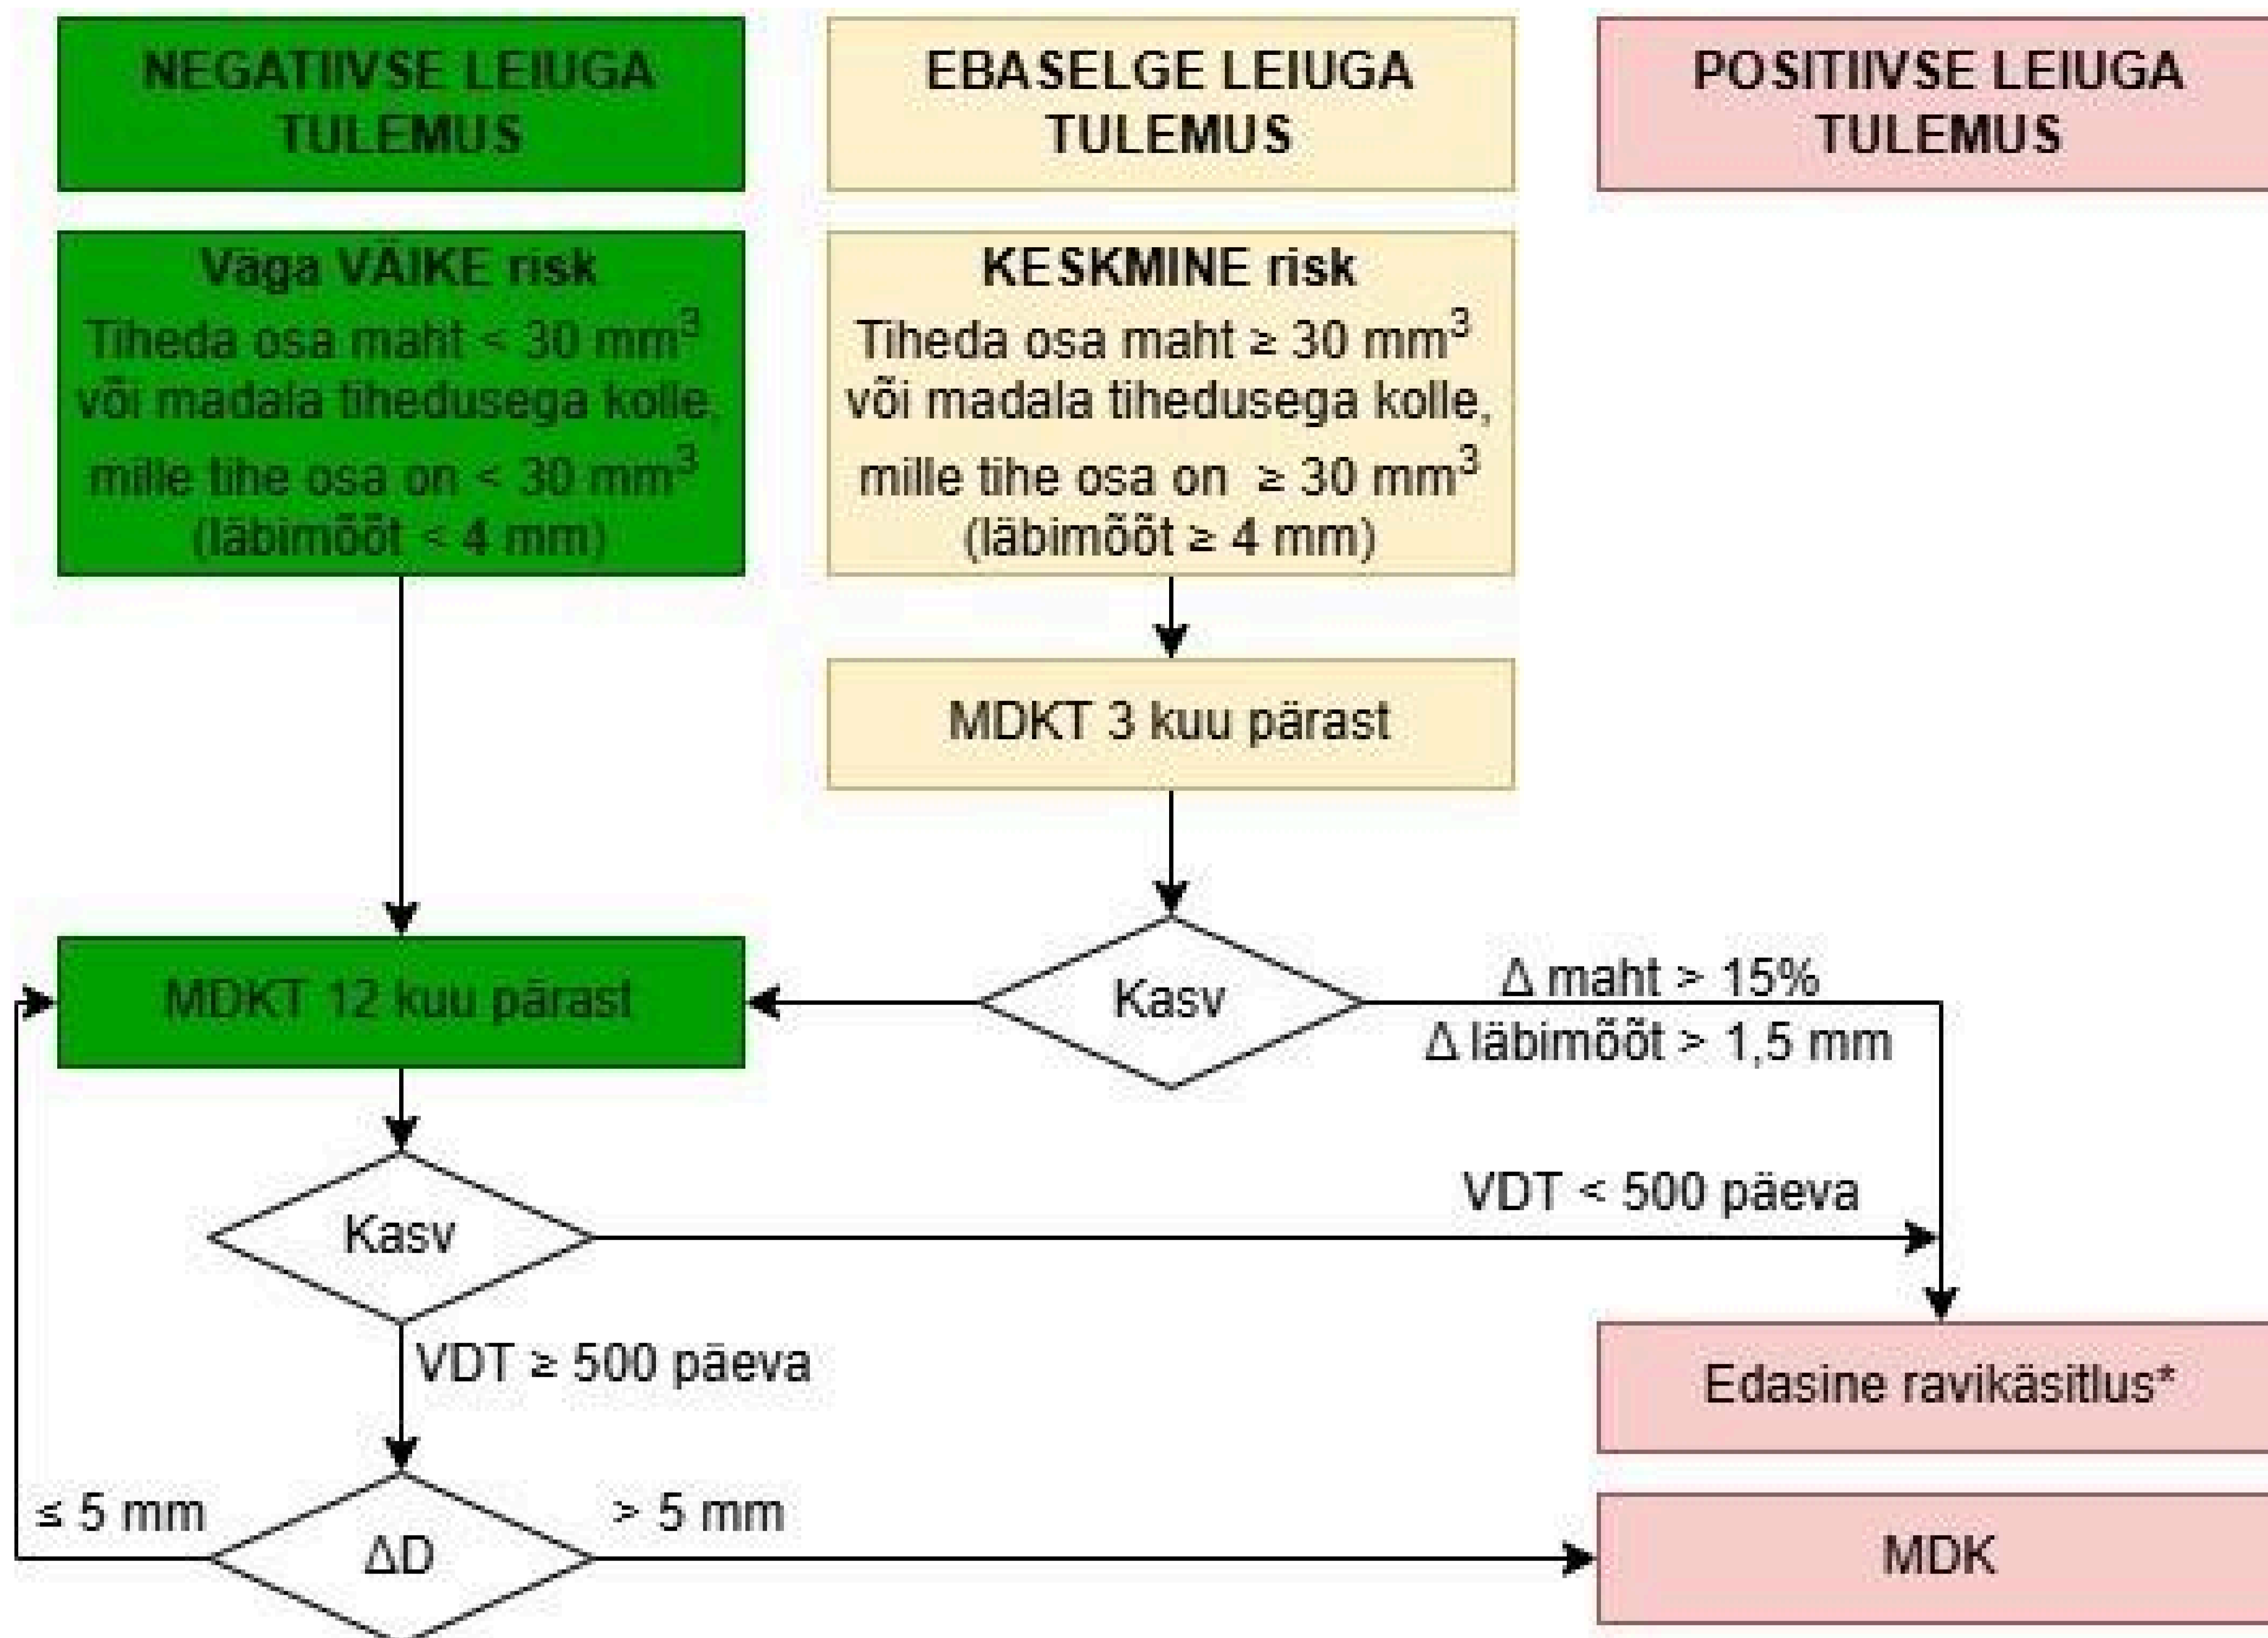 NEGATIIVSE LEIUGA
TULEMUS
EBASELGE LEIUGA
TULEMUS
POSITIIVSE LEIUGA
TULEMUS
Väga VÄIKE risk
Tiheda osa maht < 30 mm³
või madala tihedusega kolle,
mille tihe osa on < 30 mm³
(läbimõõt < 4 mm)
KESKMINE risk
Tiheda osa maht ≥ 30 mm³
või madala tihedusega kolle,
mille tihe osa on ≥ 30 mm³
(läbimõõt ≥ 4 mm)
MDKT 3 kuu pärast
MDKT 12 kuu pärast
Kasv
Δ maht > 15%
Δ läbimõõt > 1,5 mm
Kasv
VDT < 500 päeva
VDT ≥ 500 päeva
Edasine ravikäsitlus*
≤ 5 mm
ΔD
> 5 mm
MDK